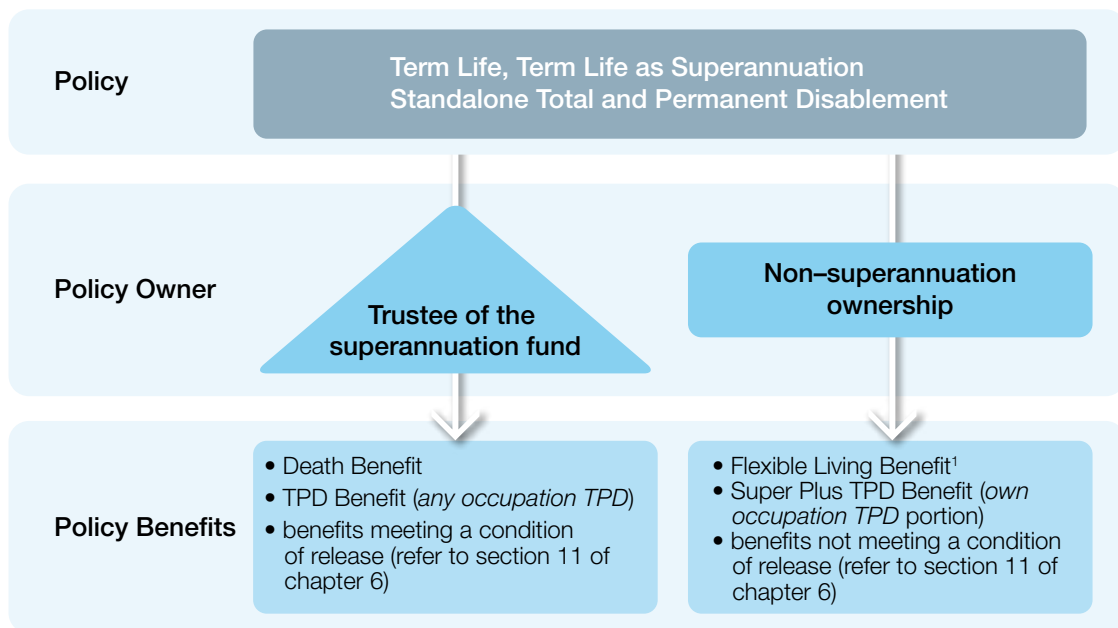 Policy
Term Life, Term Life as Superannuation
Standalone Total and Permanent Disablement
Policy Owner
Trustee of the
superannuation fund
Non–superannuation
ownership
Policy Benefits
• Death Benefit
• TPD Benefit (any occupation TPD)
• benefits meeting a condition
of release (refer to section 11 of
chapter 6)
• Flexible Living Benefit¹
• Super Plus TPD Benefit (own
occupation TPD portion)
• benefits not meeting a condition
of release (refer to section 11 of
chapter 6)